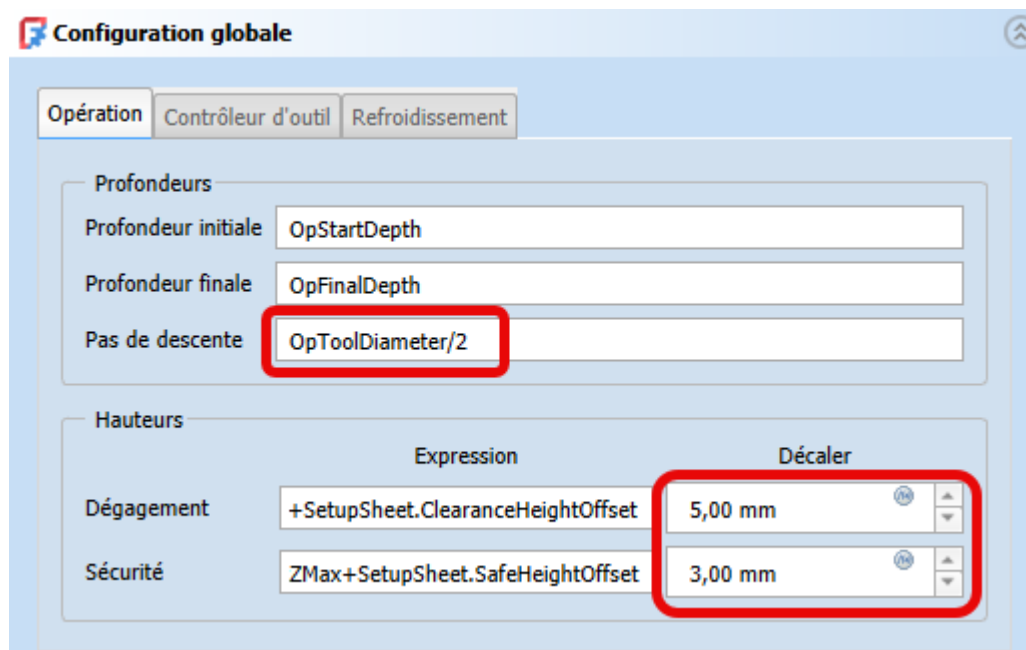 Configuration globale
Opération Contrôleur d'outil Refroidissement
Profondeurs
Profondeur initiale OpStartDepth
Profondeur finale OpFinalDepth
Pas de descente OpToolDiameter/2
Hauteurs
Expression Décaler
Dégagement +SetupSheet.ClearanceHeightOffset 5,00 mm
Sécurité ZMax+SetupSheet.SafeHeightOffset 3,00 mm